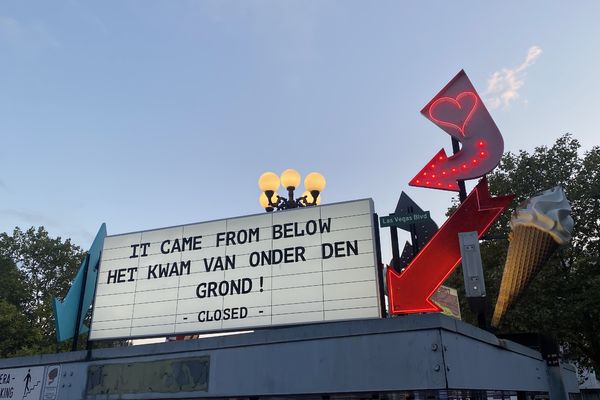 IT CAME FROM BELOW
HET KWAM VAN ONDER DEN
GROND!
- CLOSED -
Las Vegas Blvd